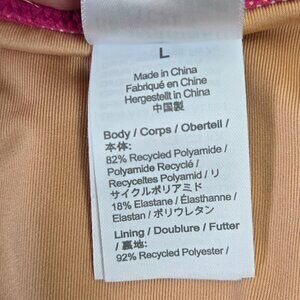 L
Made in China
Fabriqué en Chine
Hergestellt in China
中国製
Body / Corps / Oberteil /
本体:
82% Recycled Polyamide /
Polyamide Recyclé /
Recyceltes Polyamid / リ
サイクルポリアミド
18% Elastane / Élasthanne /
Elastan / ポリウレタン
Lining / Doublure / Futter
/ 裏地:
92% Recycled Polyester /